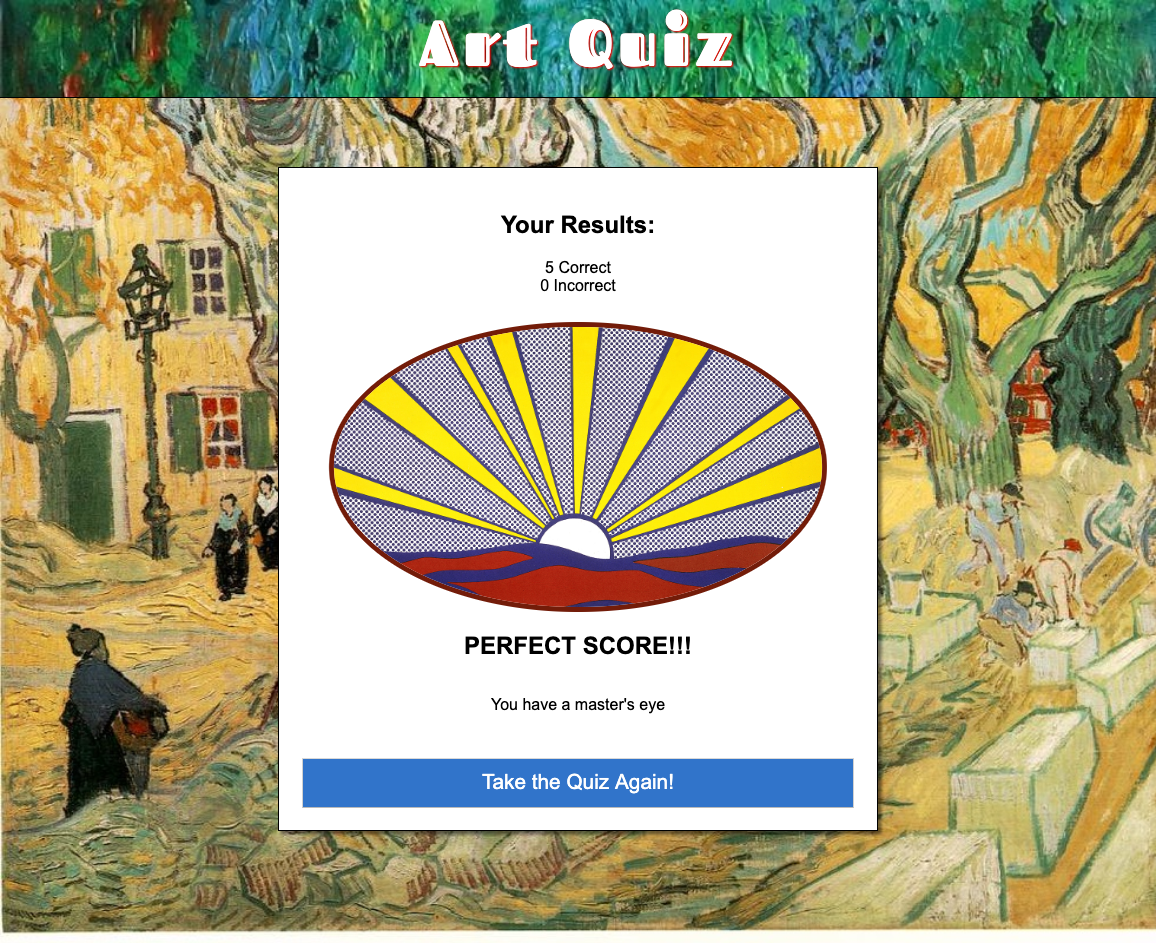 Art Quiz
Your Results:
5 Correct
0 Incorrect
PERFECT SCORE!!!
You have a master's eye
Take the Quiz Again!